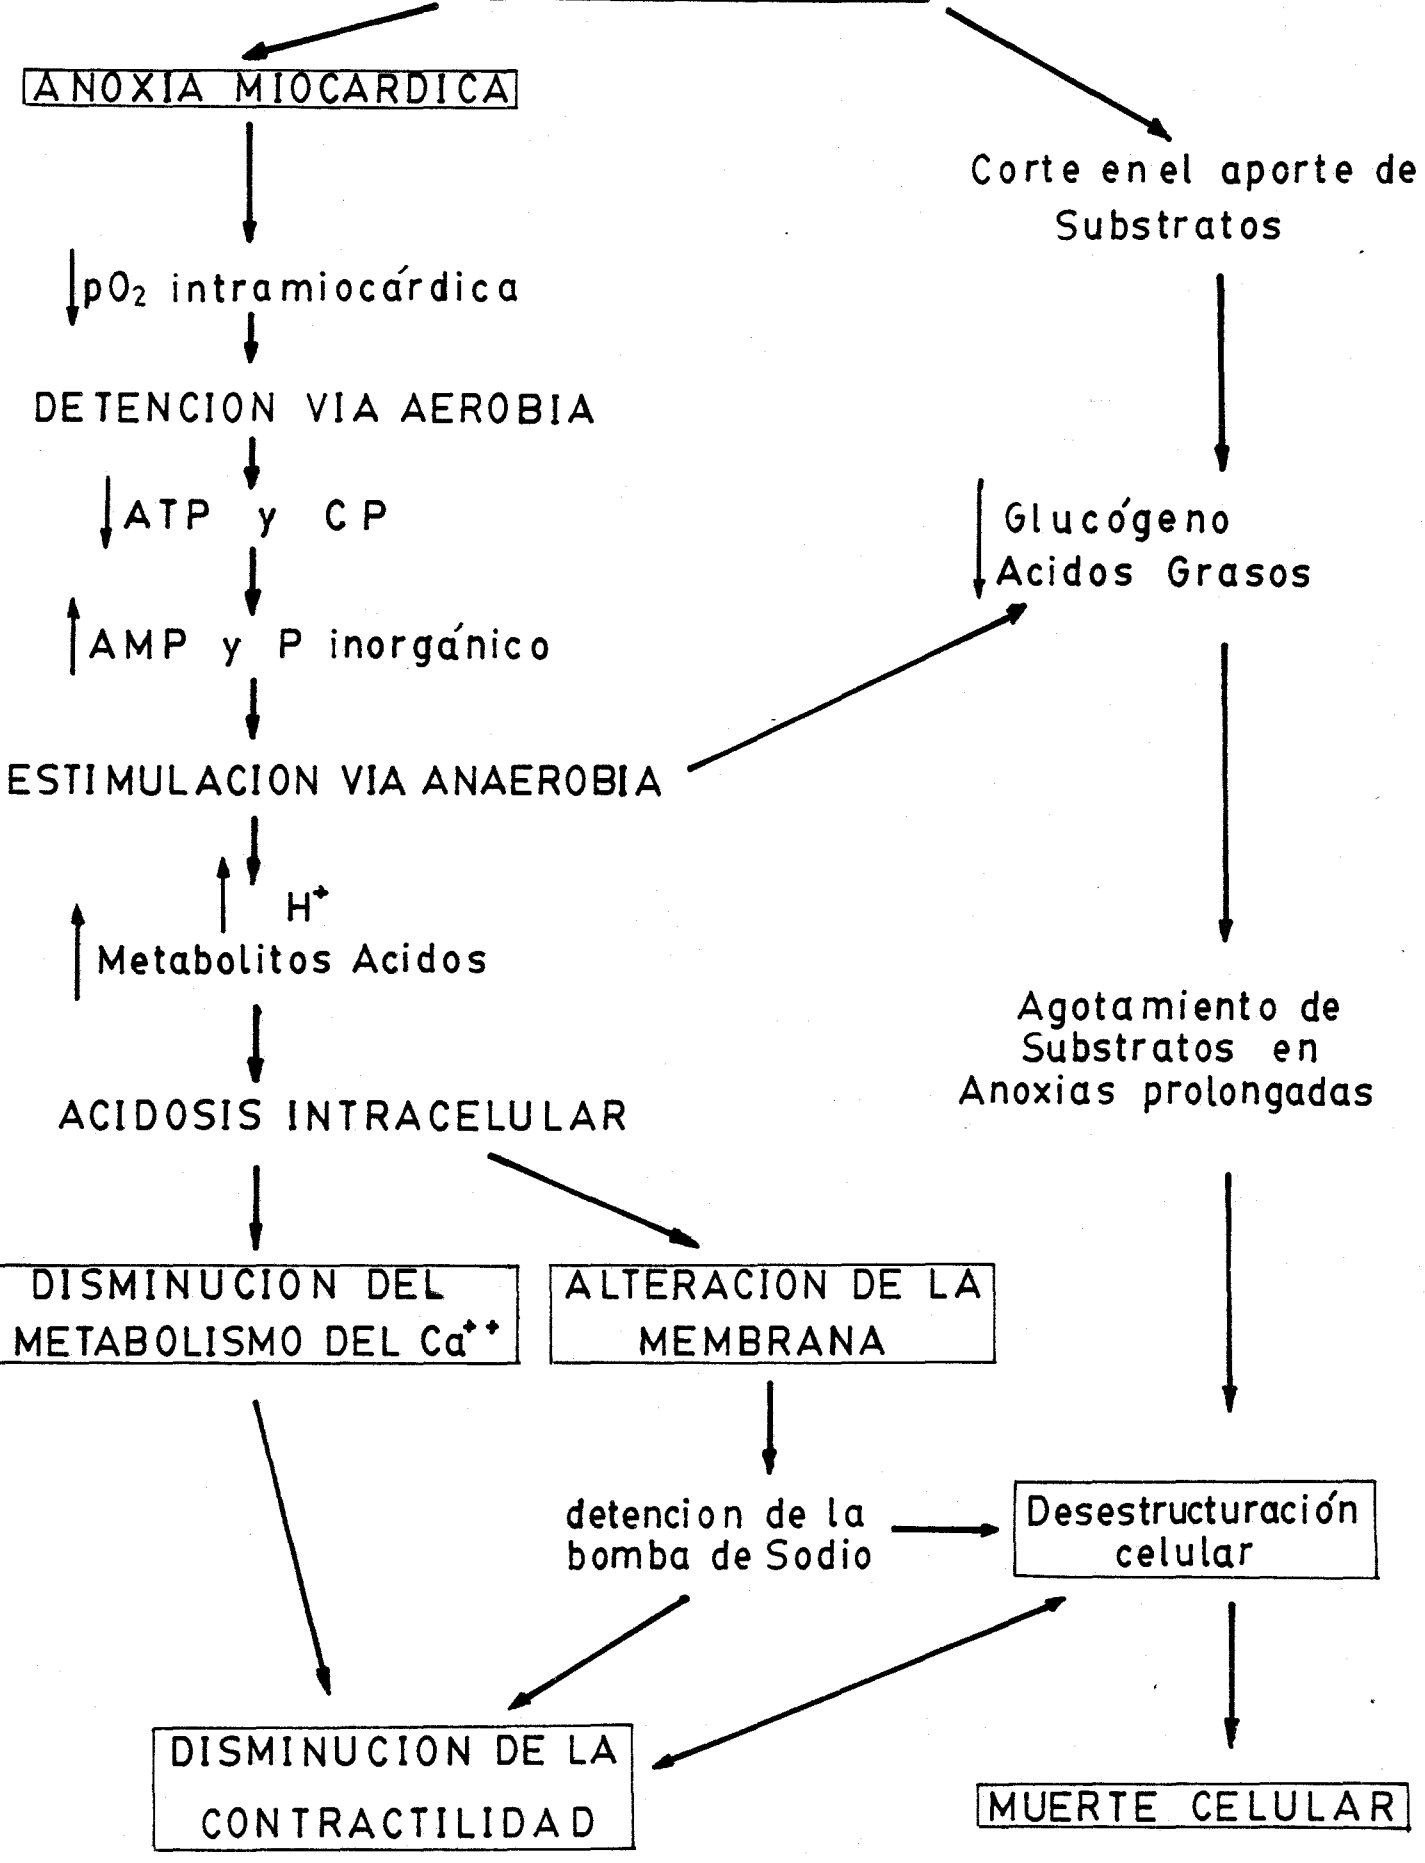 ANOXIA MIOCARDICA
Corte en el aporte de
Substratos
↓pO₂ intramiocárdica
DETENCION VIA AEROBIA
↓ATP y CP
↓Glucógeno
Acidos Grasos
↑AMP y P inorgánico
ESTIMULACION VIA ANAEROBIA
↑ H⁺
↑Metabolitos Acidos
Agotamiento de
Substratos en
Anoxias prolongadas
ACIDOSIS INTRACELULAR
DISMINUCION DEL
METABOLISMO DEL Ca⁺⁺
ALTERACION DE LA
MEMBRANA
detencion de la
bomba de Sodio
Desestructuración
celular
DISMINUCION DE LA
CONTRACTILIDAD
MUERTE CELULAR